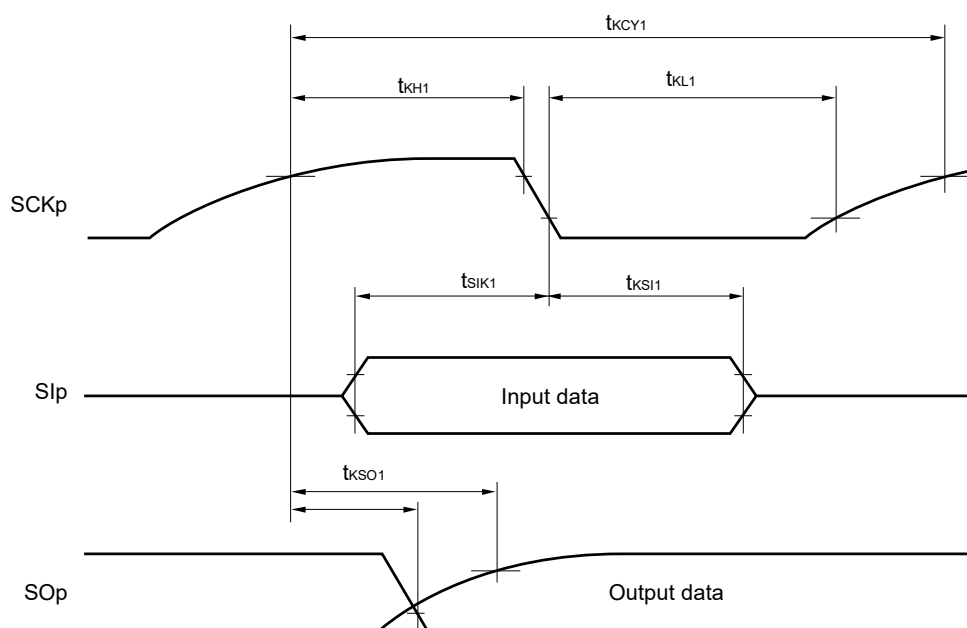 tKCY1
tKH1
tKL1
SCKp
tSIK1
tKSI1
SIp
Input data
tKSO1
SOp
Output data